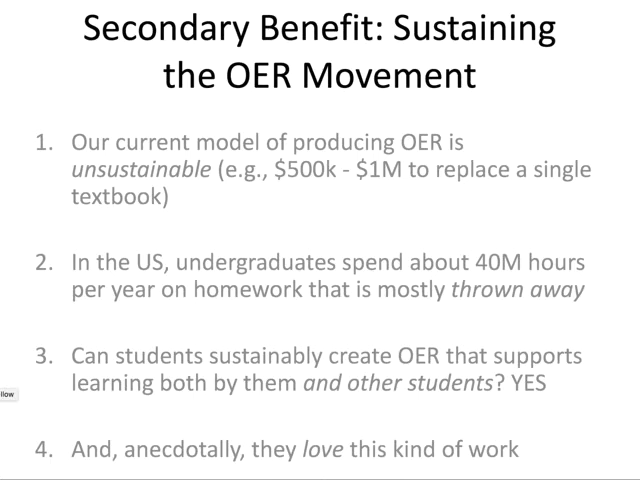 Secondary Benefit: Sustaining
the OER Movement
1. Our current model of producing OER is
unsustainable (e.g., $500k - $1M to replace a single
textbook)
2. In the US, undergraduates spend about 40M hours
per year on homework that is mostly thrown away
3. Can students sustainably create OER that supports
learning both by them and other students? YES
llow
4. And, anecdotally, they love this kind of work